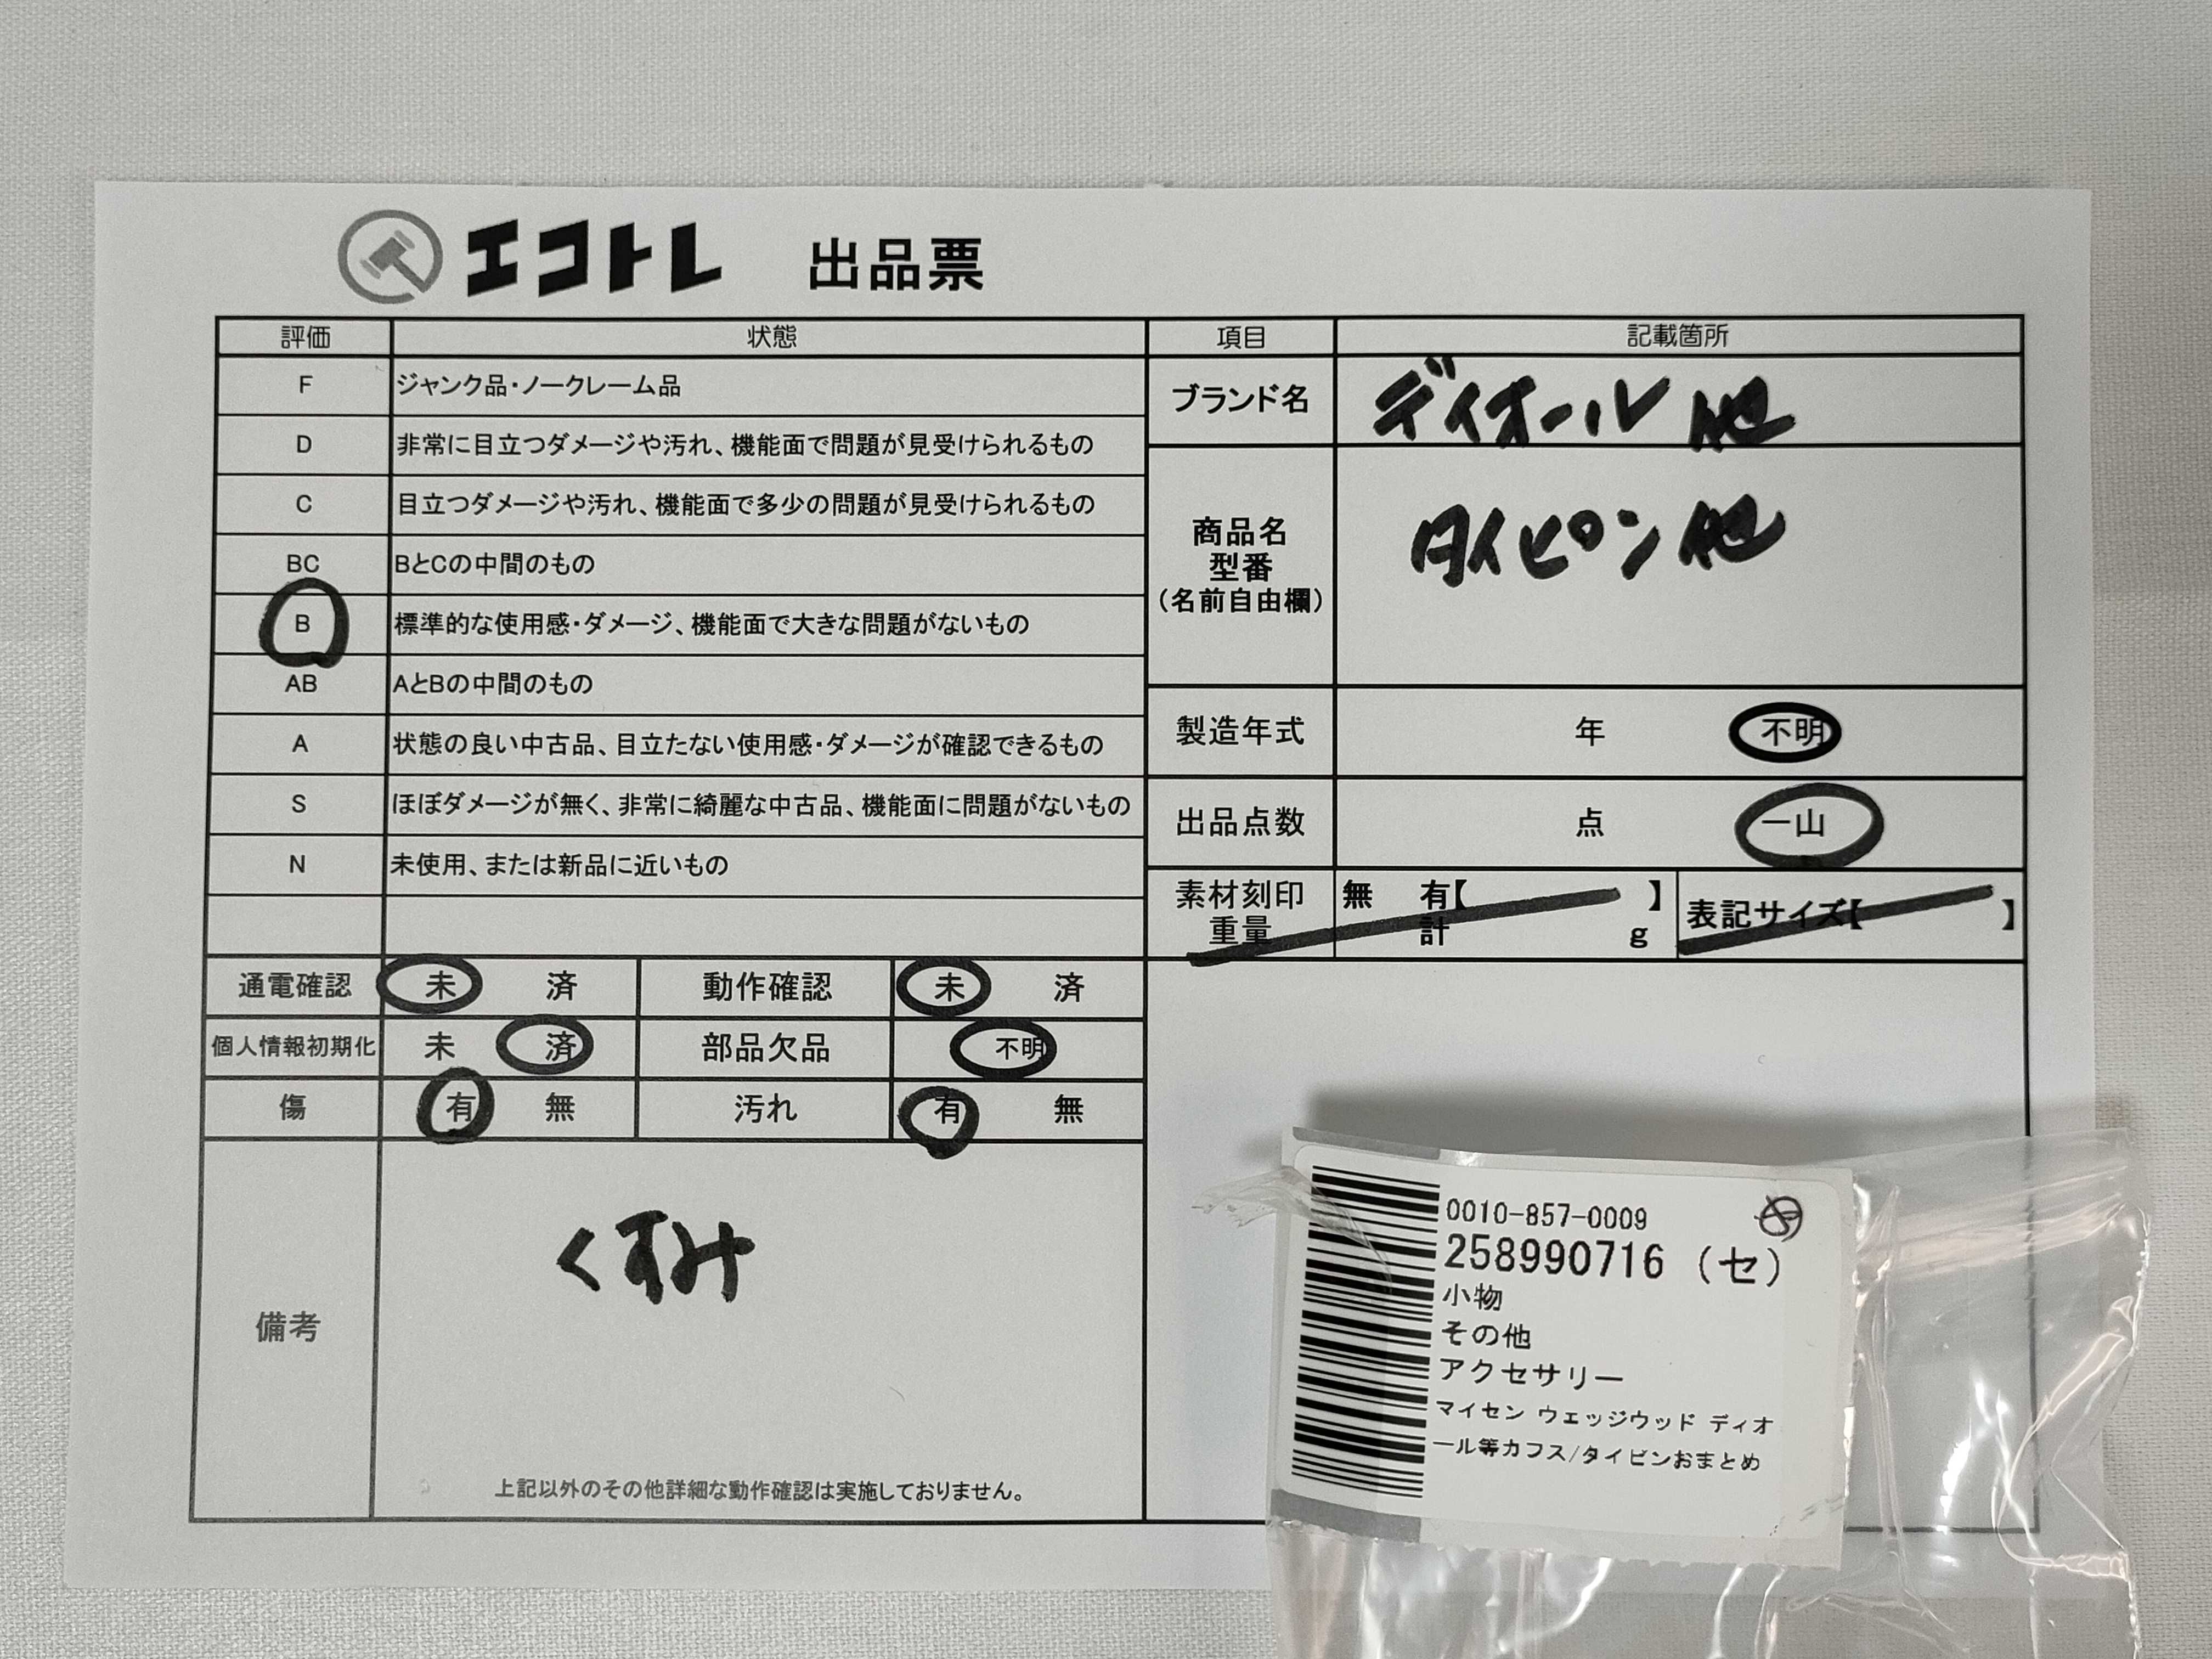 エコトレ 出品票
評価 状態 項目 記載箇所
F ジャンク品・ノークレーム品
D 非常に目立つダメージや汚れ、機能面で問題が見受けられるもの
C 目立つダメージや汚れ、機能面で多少の問題が見受けられるもの
BC BとCの中間のもの
B 標準的な使用感・ダメージ、機能面で大きな問題がないもの
AB AとBの中間のもの
A 状態の良い中古品、目立たない使用感・ダメージが確認できるもの
S ほぼダメージが無く、非常に綺麗な中古品、機能面に問題がないもの
N 未使用、または新品に近いもの
ブランド名 ディオール 他
商品名
型番
(名前自由欄)
タイピン 他
製造年式 年 不明
出品点数 点 一山
素材刻印 無 有【 】 表記サイズ【 】
重量 計 g
通電確認 未 済 動作確認 未 済
個人情報初期化 未 済 部品欠品 不明
傷 有 無 汚れ 有 無
備考
くすみ
上記以外のその他詳細な動作確認は実施しておりません。
0010-857-0009
258990716 (セ)
小物
その他
アクセサリー
マイセン ウェッジウッド ディオ
ール等カフス/タイピンおまとめ